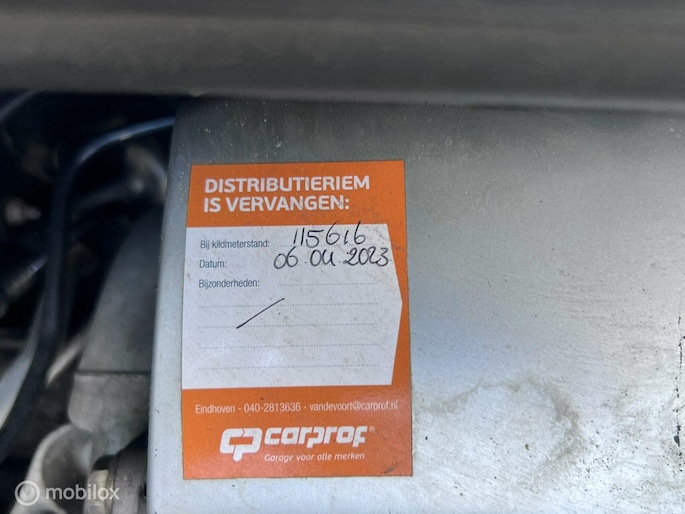 DISTRIBUTIERIEM
IS VERVANGEN:
Bij kilometerstand: 115616
Datum: 06.04.2023
Bijzonderheden:
Eindhoven - 040-2813636 - vandevoort@carprof.nl
cp carprof®
Garage voor alle merken
mobilox